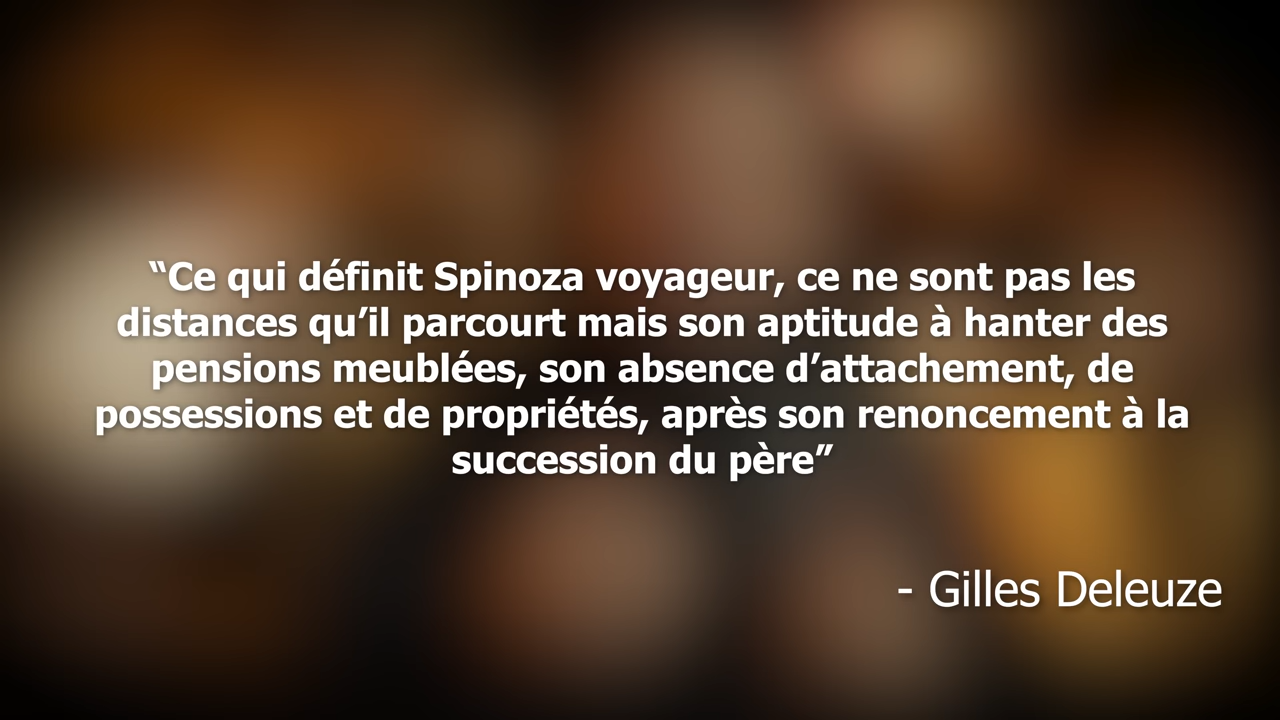 “Ce qui définit Spinoza voyageur, ce ne sont pas les
distances qu’il parcourt mais son aptitude à hanter des
pensions meublées, son absence d’attachement, de
possessions et de propriétés, après son renoncement à la
succession du père”
- Gilles Deleuze